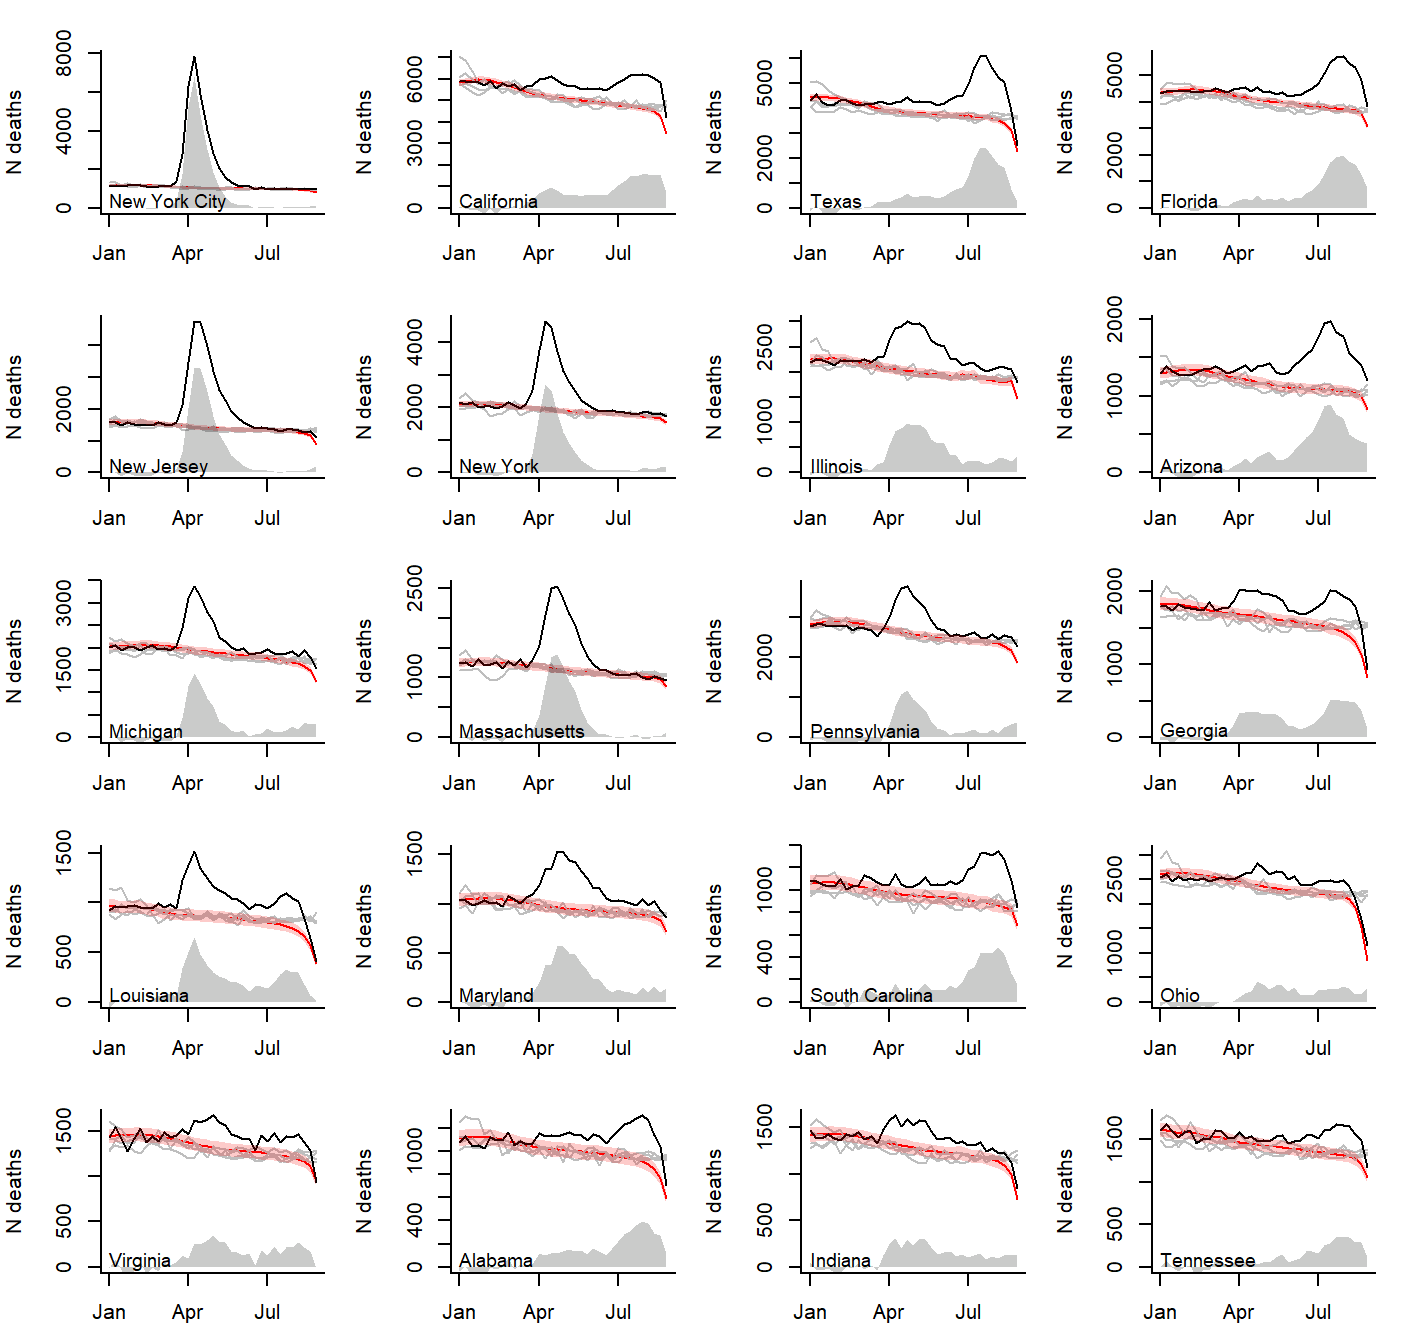 N deaths
8000
4000
0
New York City
Jan Apr Jul
N deaths
6000
3000
0
California
Jan Apr Jul
N deaths
5000
2000
0
Texas
Jan Apr Jul
N deaths
5000
2000
0
Florida
Jan Apr Jul
N deaths
2000
0
New Jersey
Jan Apr Jul
N deaths
4000
2000
0
New York
Jan Apr Jul
N deaths
2500
1000
0
Illinois
Jan Apr Jul
N deaths
2000
1000
0
Arizona
Jan Apr Jul
N deaths
3000
1500
0
Michigan
Jan Apr Jul
N deaths
2500
1000
0
Massachusetts
Jan Apr Jul
N deaths
2000
0
Pennsylvania
Jan Apr Jul
N deaths
2000
1000
0
Georgia
Jan Apr Jul
N deaths
1500
500
0
Louisiana
Jan Apr Jul
N deaths
1500
500
0
Maryland
Jan Apr Jul
N deaths
1000
400
0
South Carolina
Jan Apr Jul
N deaths
2500
1000
0
Ohio
Jan Apr Jul
N deaths
1500
500
0
Virginia
Jan Apr Jul
N deaths
1000
400
0
Alabama
Jan Apr Jul
N deaths
1500
500
0
Indiana
Jan Apr Jul
N deaths
1500
500
0
Tennessee
Jan Apr Jul